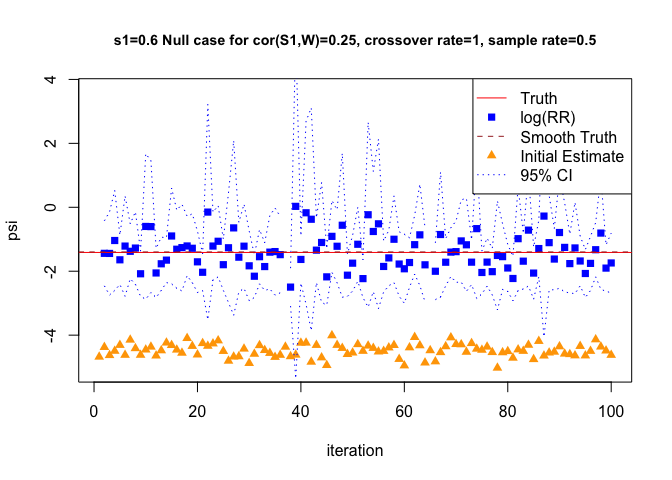 s1=0.6 Null case for cor(S1,W)=0.25, crossover rate=1, sample rate=0.5
psi
4
2
0
-2
-4
Truth
log(RR)
Smooth Truth
Initial Estimate
95% CI
0 20 40 60 80 100
iteration